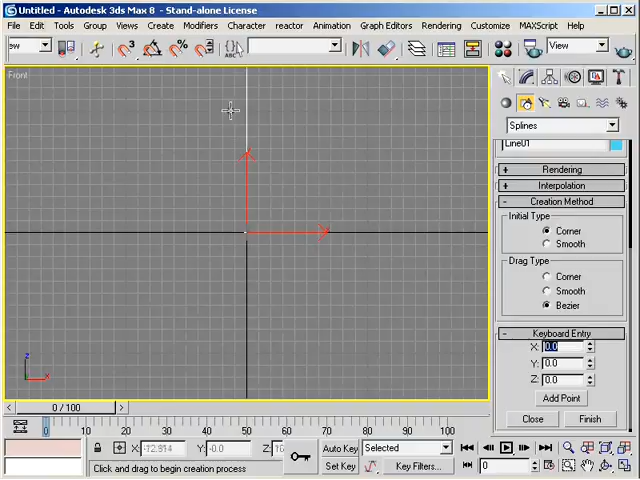 Untitled - Autodesk 3ds Max 8 - Stand-alone License
File Edit Tools Group Views Create Modifiers Character reactor Animation Graph Editors Rendering Customize MAXScript Help
ew 3 % ABC View
Front
Splines
Line01
+ Rendering
+ Interpolation
- Creation Method
Initial Type
Corner
Smooth
Drag Type
Corner
Smooth
Bezier
- Keyboard Entry
X: 0.0
Y: 0.0
Z: 0.0
Add Point
Close Finish
z
x
< 0 / 100 >
0 10 20 30 40 50 60 70 80 90 100
X: -12.914 Y: -0.0 Z: Auto Key Selected
Click and drag to begin creation process Set Key Key Filters... 0